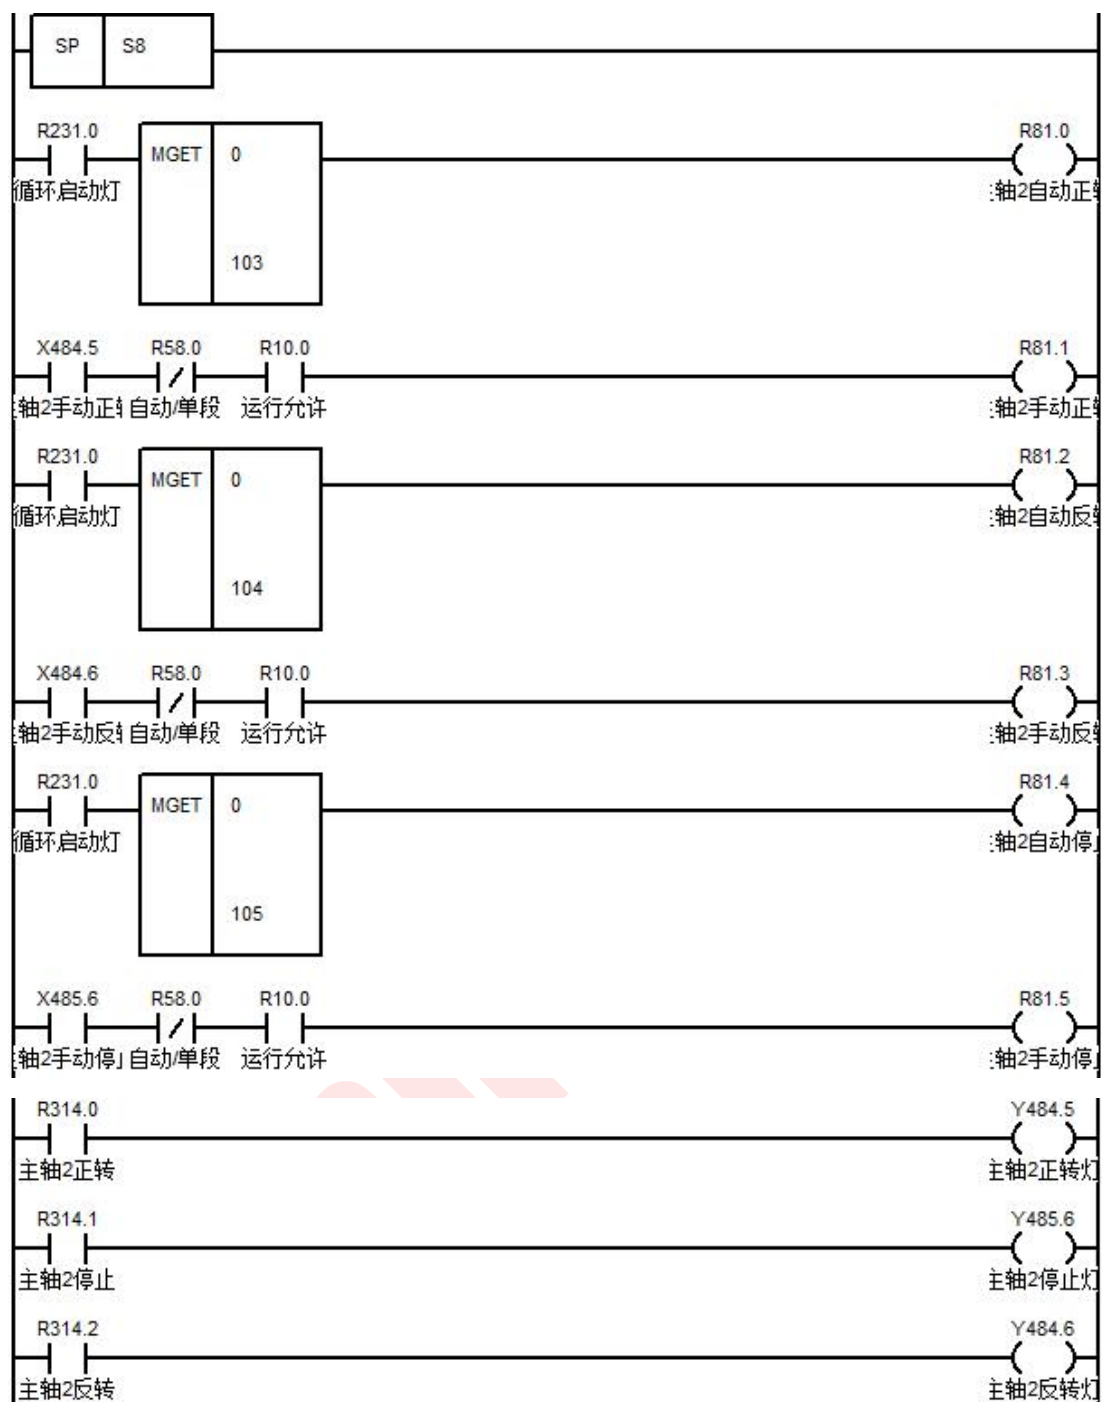 SP S8
R231.0 R81.0
MGET 0
循环启动灯 轴2自动正
103
X484.5 R58.0 R10.0 R81.1
轴2手动正 自动/单段 运行允许 轴2手动正
R231.0 R81.2
MGET 0
循环启动灯 轴2自动反
104
X484.6 R58.0 R10.0 R81.3
轴2手动反 自动/单段 运行允许 轴2手动反
R231.0 R81.4
MGET 0
循环启动灯 轴2自动停
105
X485.6 R58.0 R10.0 R81.5
轴2手动停 自动/单段 运行允许 轴2手动停
R314.0 Y484.5
主轴2正转 主轴2正转灯
R314.1 Y485.6
主轴2停止 主轴2停止灯
R314.2 Y484.6
主轴2反转 主轴2反转灯